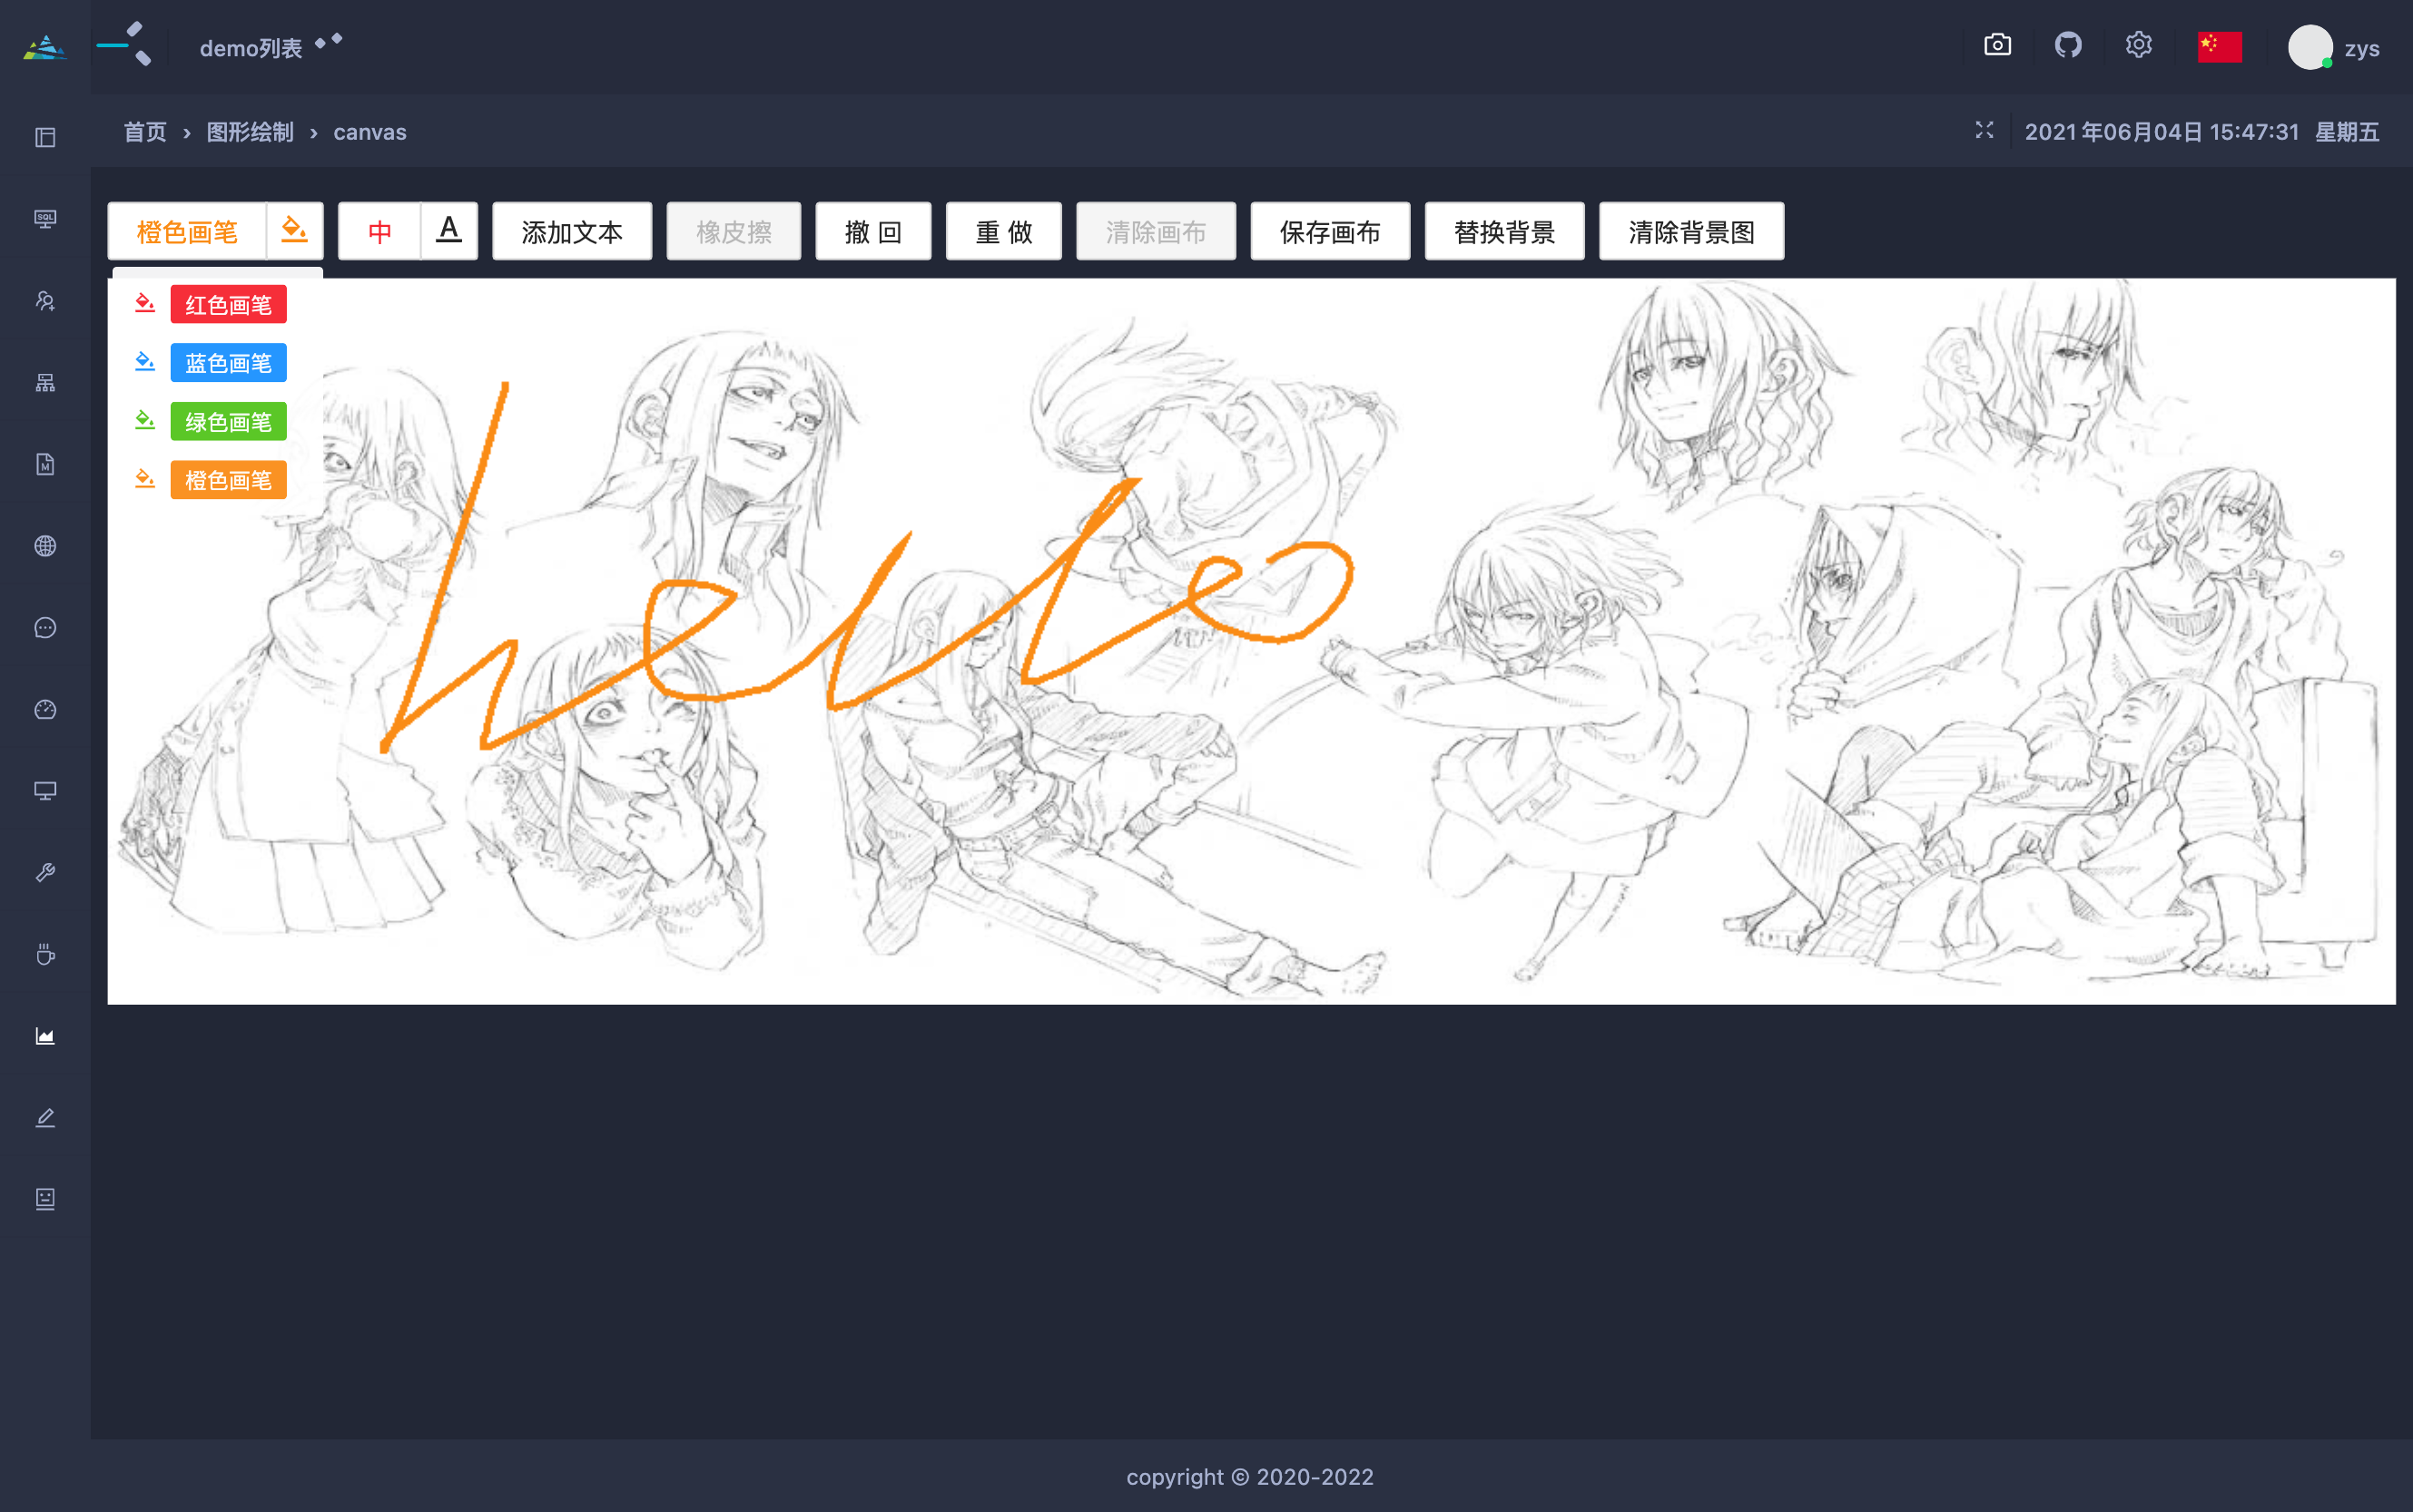 demo列表
zys
首页 › 图形绘制 › canvas
2021年06月04日 15:47:31 星期五
橙色画笔 中 A 添加文本 橡皮擦 撤 回 重 做 清除画布 保存画布 替换背景 清除背景图
红色画笔
蓝色画笔
绿色画笔
橙色画笔
hello
SQL
M
copyright © 2020-2022